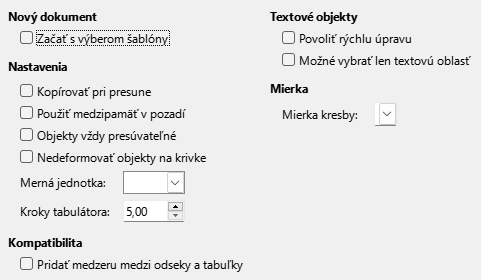 Nový dokument
Začať s výberom šablóny
Nastavenia
Kopírovať pri presune
Použiť medzipamäť v pozadí
Objekty vždy presúvateľné
Nedeformovať objekty na krivke
Merná jednotka:
Kroky tabulátora: 5,00
Kompatibilita
Pridať medzeru medzi odseky a tabuľky
Textové objekty
Povoliť rýchlu úpravu
Možné vybrať len textovú oblasť
Mierka
Mierka kresby: